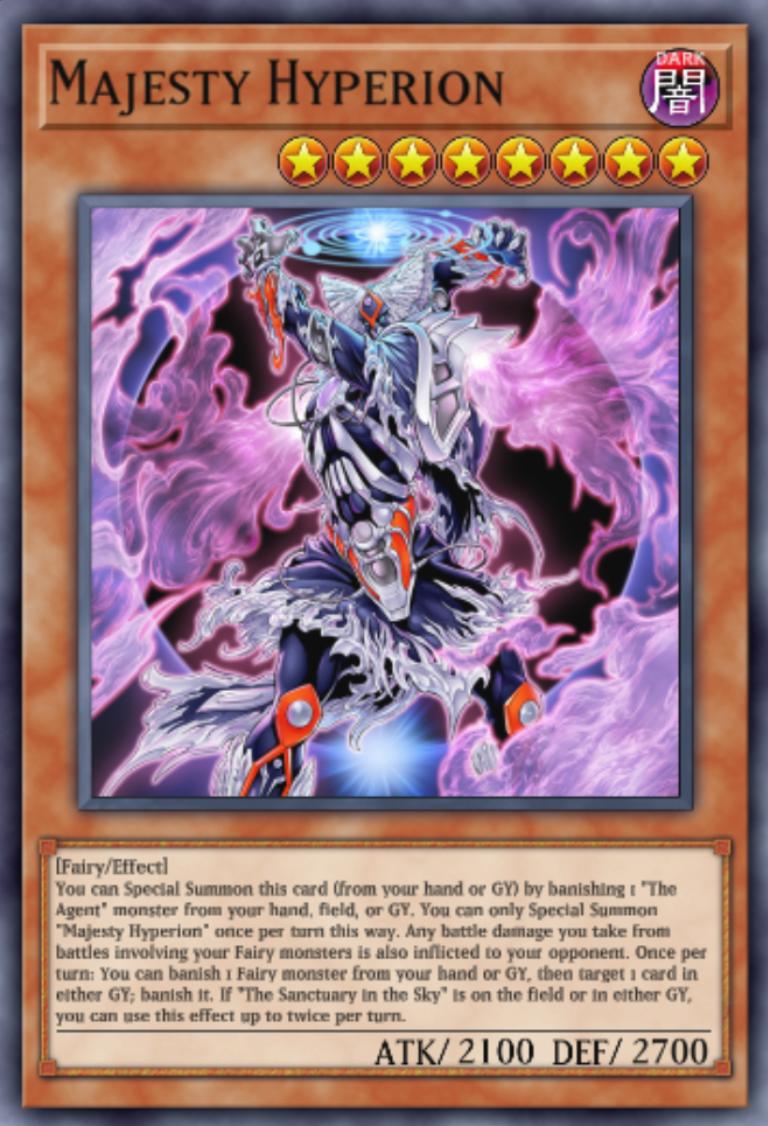 Majesty Hyperion
DARK
闇
[Fairy/Effect]
You can Special Summon this card (from your hand or GY) by banishing 1 "The
Agent" monster from your hand, field, or GY. You can only Special Summon
"Majesty Hyperion" once per turn this way. Any battle damage you take from
battles involving your Fairy monsters is also inflicted to your opponent. Once per
turn: You can banish 1 Fairy monster from your hand or GY, then target 1 card in
either GY; banish it. If "The Sanctuary in the Sky" is on the field or in either GY,
you can use this effect up to twice per turn.
ATK/ 2100 DEF/ 2700